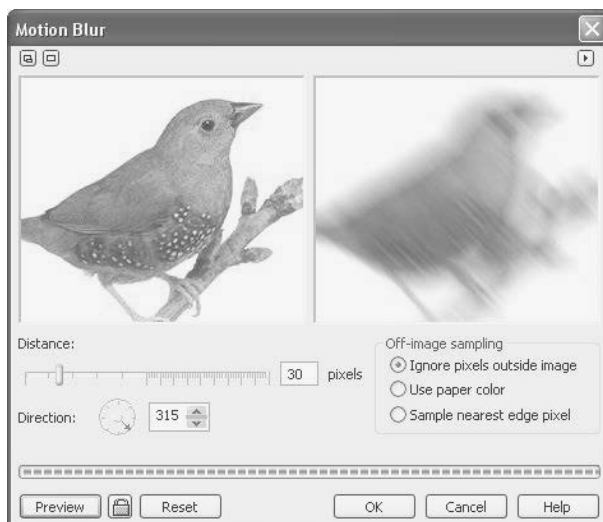 Motion Blur
Distance:
30 pixels
Direction: 315
Off-image sampling
Ignore pixels outside image
Use paper color
Sample nearest edge pixel
Preview Reset OK Cancel Help